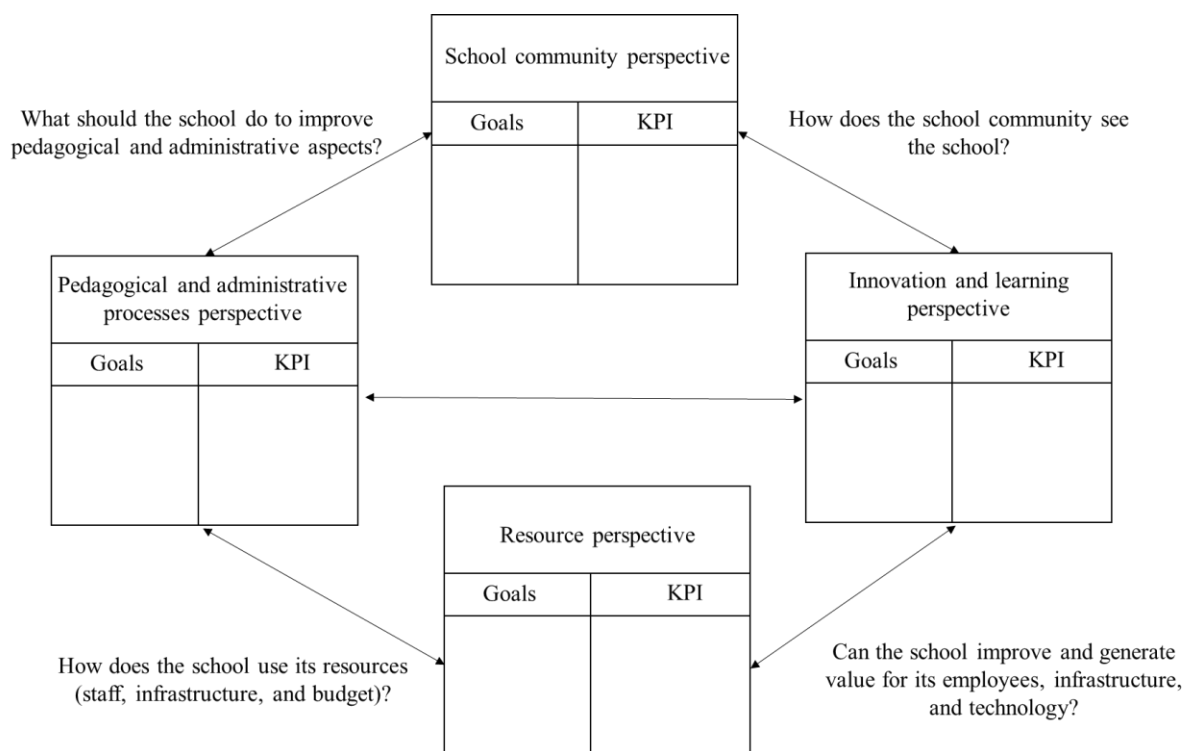 School community perspective
Goals
KPI
What should the school do to improve
pedagogical and administrative aspects?
How does the school community see
the school?
Pedagogical and administrative
processes perspective
Goals
KPI
Innovation and learning
perspective
Goals
KPI
Resource perspective
Goals
KPI
How does the school use its resources
(staff, infrastructure, and budget)?
Can the school improve and generate
value for its employees, infrastructure,
and technology?